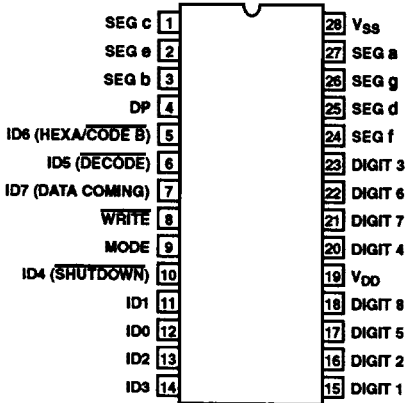 SEG c 1 28 VSS
SEG e 2 27 SEG a
SEG b 3 26 SEG g
DP 4 25 SEG d
ID6 (HEXA/CODE B) 5 24 SEG f
ID5 (DECODE) 6 23 DIGIT 3
ID7 (DATA COMING) 7 22 DIGIT 6
WRITE 8 21 DIGIT 7
MODE 9 20 DIGIT 4
ID4 (SHUTDOWN) 10 19 VDD
ID1 11 18 DIGIT 8
ID0 12 17 DIGIT 5
ID2 13 16 DIGIT 2
ID3 14 15 DIGIT 1